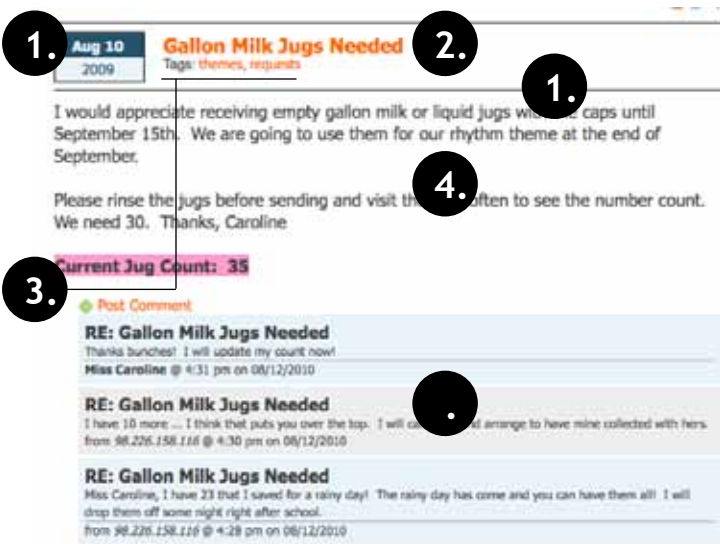 1.
Aug 10
2009
Gallon Milk Jugs Needed
2.
Tags: themes, requests
1.
I would appreciate receiving empty gallon milk or liquid jugs caps until
September 15th. We are going to use them for our rhythm theme at the end of
September.
4.
Please rinse the jugs before sending and visit often to see the number count.
We need 30. Thanks, Caroline
Current Jug Count: 35
3.
Post Comment
RE: Gallon Milk Jugs Needed
Thanks bunches! I will update my count now!
Miss Caroline @ 4:31 pm on 08/12/2010
RE: Gallon Milk Jugs Needed
.
I have 10 more ... I think that puts you over the top. I will arrange to have mine collected with hers.
from 98.226.158.116 @ 4:30 pm on 08/12/2010
RE: Gallon Milk Jugs Needed
Miss Caroline, I have 23 that I saved for a rainy day! The rainy day has come and you can have them all! I will
drop them off some night right after school.
from 98.226.158.116 @ 4:28 pm on 08/12/2010